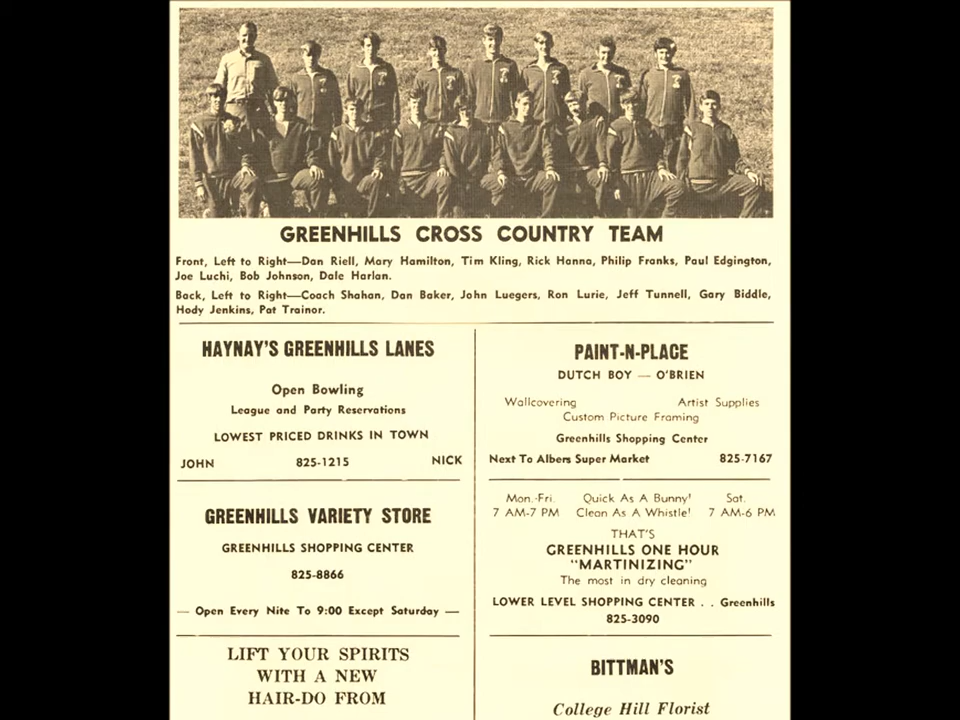 GREENHILLS CROSS COUNTRY TEAM
Front, Left to Right—Dan Riell, Mary Hamilton, Tim Kling, Rick Hanna, Philip Franks, Paul Edgington,
Joe Luchi, Bob Johnson, Dale Harlan.
Back, Left to Right—Coach Shahan, Dan Baker, John Luegers, Ron Lurie, Jeff Tunnell, Gary Biddle,
Hody Jenkins, Pat Trainor.
HAYNAY'S GREENHILLS LANES
Open Bowling
League and Party Reservations
LOWEST PRICED DRINKS IN TOWN
JOHN 825-1215 NICK
GREENHILLS VARIETY STORE
GREENHILLS SHOPPING CENTER
825-8866
— Open Every Nite To 9:00 Except Saturday —
LIFT YOUR SPIRITS
WITH A NEW
HAIR-DO FROM
PAINT-N-PLACE
DUTCH BOY — O'BRIEN
Wallcovering Artist Supplies
Custom Picture Framing
Greenhills Shopping Center
Next To Albers Super Market 825-7167
Mon.-Fri. Quick As A Bunny! Sat.
7 AM-7 PM Clean As A Whistle! 7 AM-6 PM
THAT'S
GREENHILLS ONE HOUR
"MARTINIZING"
The most in dry cleaning
LOWER LEVEL SHOPPING CENTER . . Greenhills
825-3090
BITTMAN'S
College Hill Florist